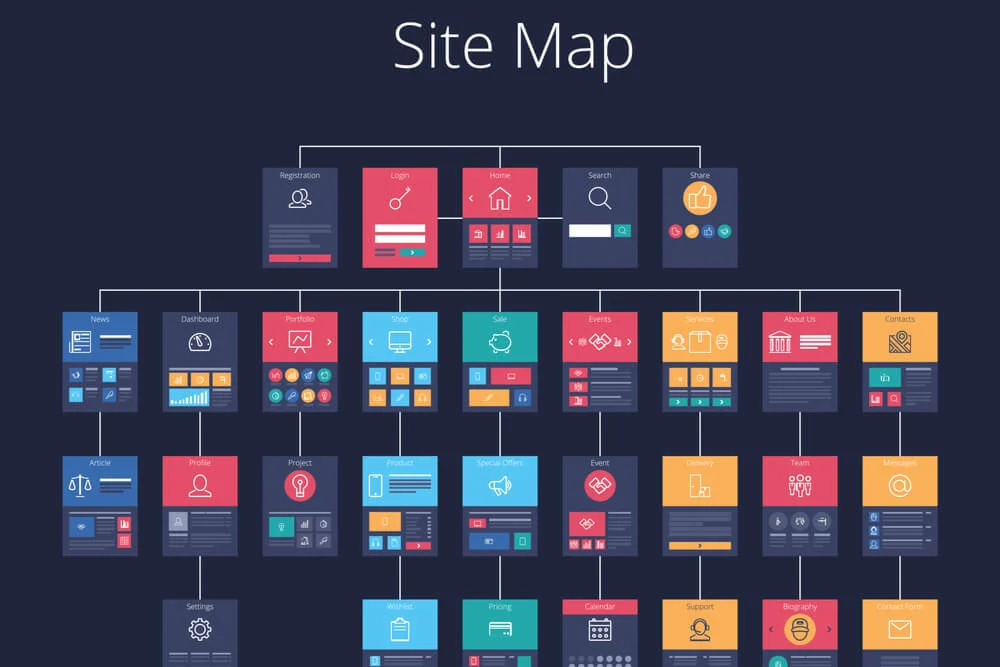 Site Map
Registration
Login
Home
Search
Share
News
Dashboard
Portfolio
Shop
Sale
Events
Services
About Us
Contacts
Article
Profile
Project
Product
Special Offers
Event
Delivery
Team
Messages
Settings
Wishlist
Pricing
Calendar
Support
Biography
Contact Form